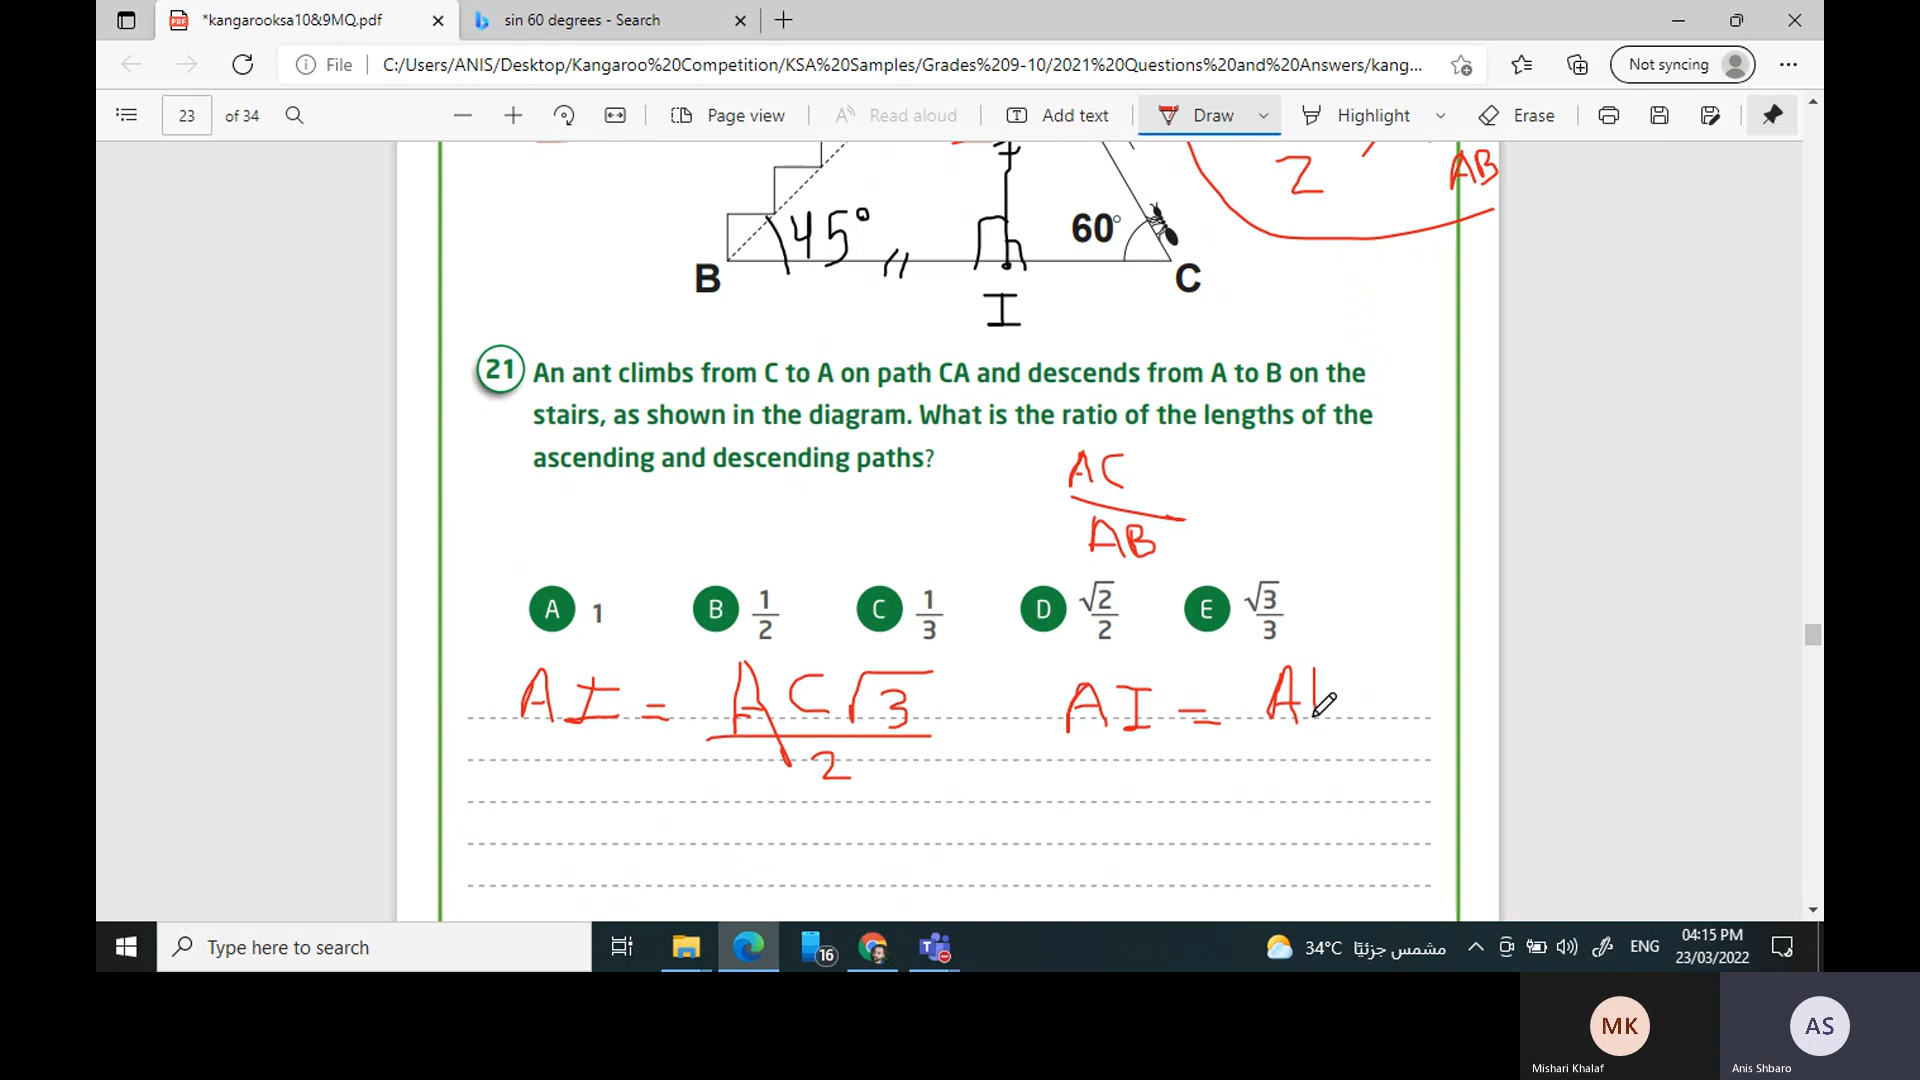 *kangarooksa10&9MQ.pdf
sin 60 degrees - Search
File
C:/Users/ANIS/Desktop/Kangaroo%20Competition/KSA%20Samples/Grades%209-10/2021%20Questions%20and%20Answers/kang...
Not syncing
23 of 34
Page view
Read aloud
Add text
Draw
Highlight
Erase
2
AB
45°
60°
B
C
I
21 An ant climbs from C to A on path CA and descends from A to B on the
stairs, as shown in the diagram. What is the ratio of the lengths of the
ascending and descending paths?
AC
AB
A 1
B 1/2
C 1/3
D √2/2
E √3/3
AI = AC√3/2
AI = A
Type here to search
16
34°C مشمس جزئيًا
ENG
04:15 PM
23/03/2022
MK
Mishari Khalaf
AS
Anis Shbaro